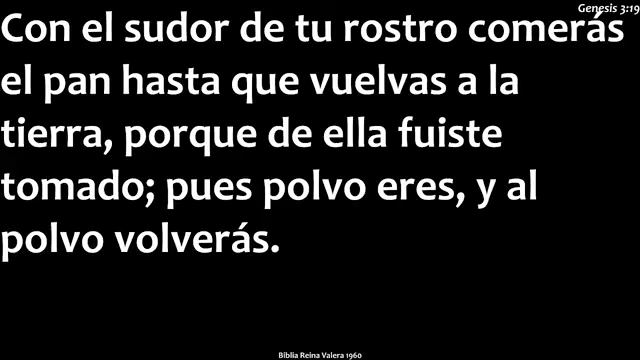 Genesis 3:19
Con el sudor de tu rostro comerás
el pan hasta que vuelvas a la
tierra, porque de ella fuiste
tomado; pues polvo eres, y al
polvo volverás.
Biblia Reina Valera 1960